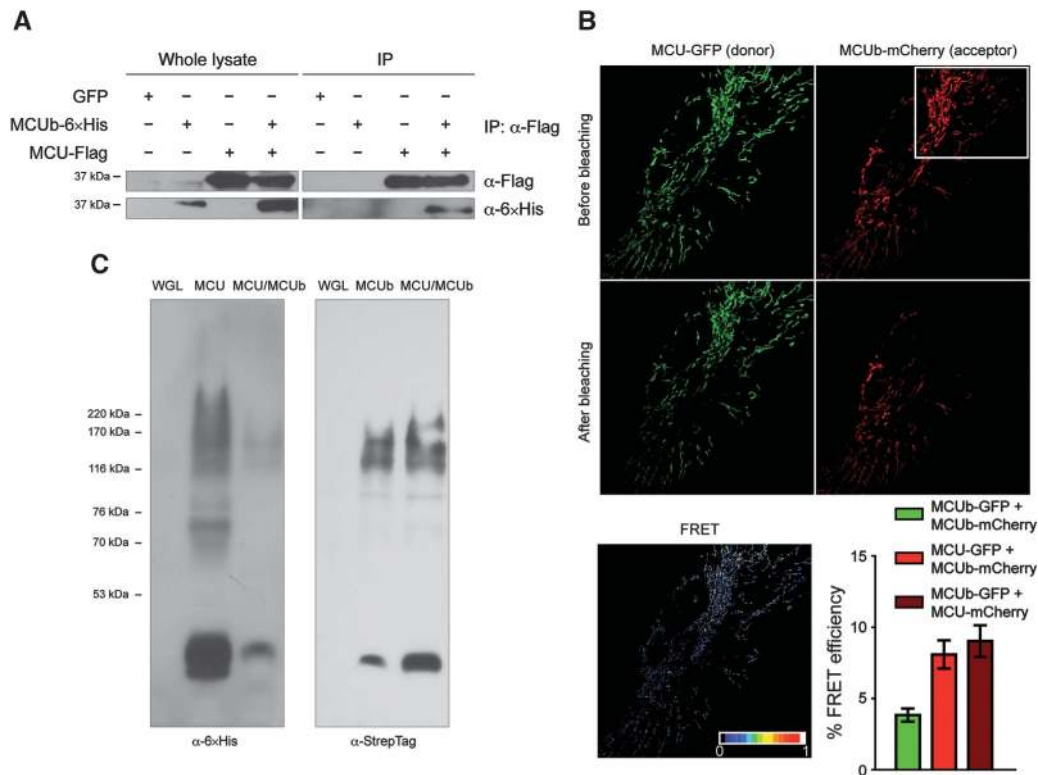 A
Whole lysate IP
GFP + − − − + − − −
MCUb-6×His − + − + − + − + IP: α-Flag
MCU-Flag − − + + − − + +
37 kDa − α-Flag
37 kDa − α-6×His
B
MCU-GFP (donor) MCUb-mCherry (acceptor)
Before bleaching
After bleaching
FRET
0 1
MCUb-GFP +
MCUb-mCherry
MCU-GFP +
MCUb-mCherry
MCUb-GFP +
MCU-mCherry
% FRET efficiency
15
10
5
0
C
WGL MCU MCU/MCUb WGL MCUb MCU/MCUb
220 kDa −
170 kDa −
116 kDa −
76 kDa −
70 kDa −
53 kDa −
α-6×His α-StrepTag